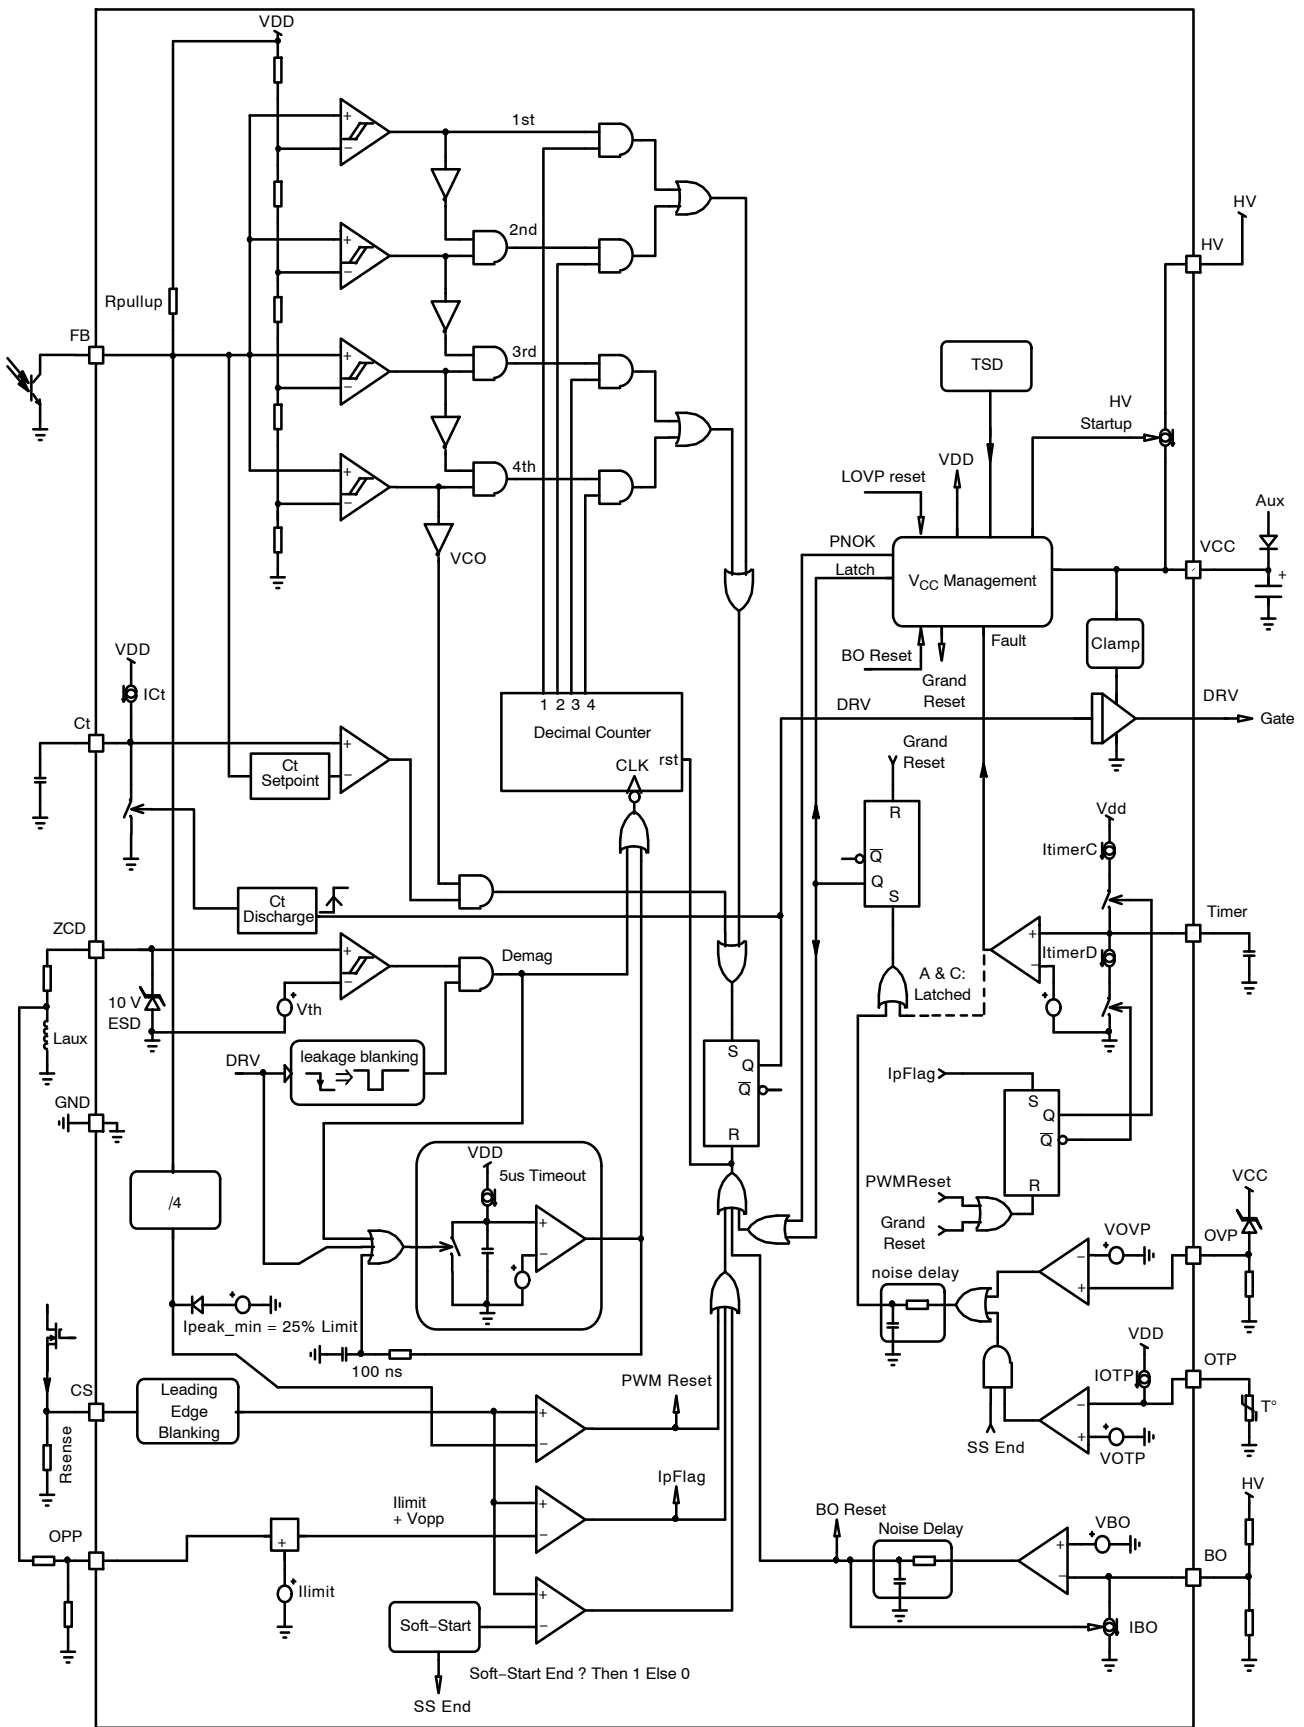 VDD
1st
2nd
HV
HV
Rpullup
FB
3rd
TSD
HV
Startup
4th
VDD
LOVP reset
Aux
PNOK
VCC
VCO
Latch
VCC Management
+
Fault
VDD
BO Reset
Clamp
ICt
Grand
Reset
1 2 3 4
DRV
DRV
Gate
Ct
Decimal Counter
Grand
Reset
rst
Ct
Setpoint
CLK
R
Vdd
ItimerC
Q
Q
S
Ct
Discharge
Timer
ZCD
Demag
ItimerD
A & C:
Latched
10 V
ESD
Vth
Laux
leakage blanking
DRV
S
Q
Q
R
IpFlag
S
Q
Q
R
GND
VDD
5us Timeout
/4
PWMReset
Grand
Reset
VCC
VOVP
OVP
noise delay
Ipeak_min = 25% Limit
VDD
OTP
100 ns
IOTP
PWM Reset
CS
Leading
Edge
Blanking
T°
SS End
VOTP
Rsense
IpFlag
HV
Ilimit
+ Vopp
BO Reset
OPP
Noise Delay
VBO
BO
+
Ilimit
Soft-Start
IBO
Soft-Start End ? Then 1 Else 0
SS End